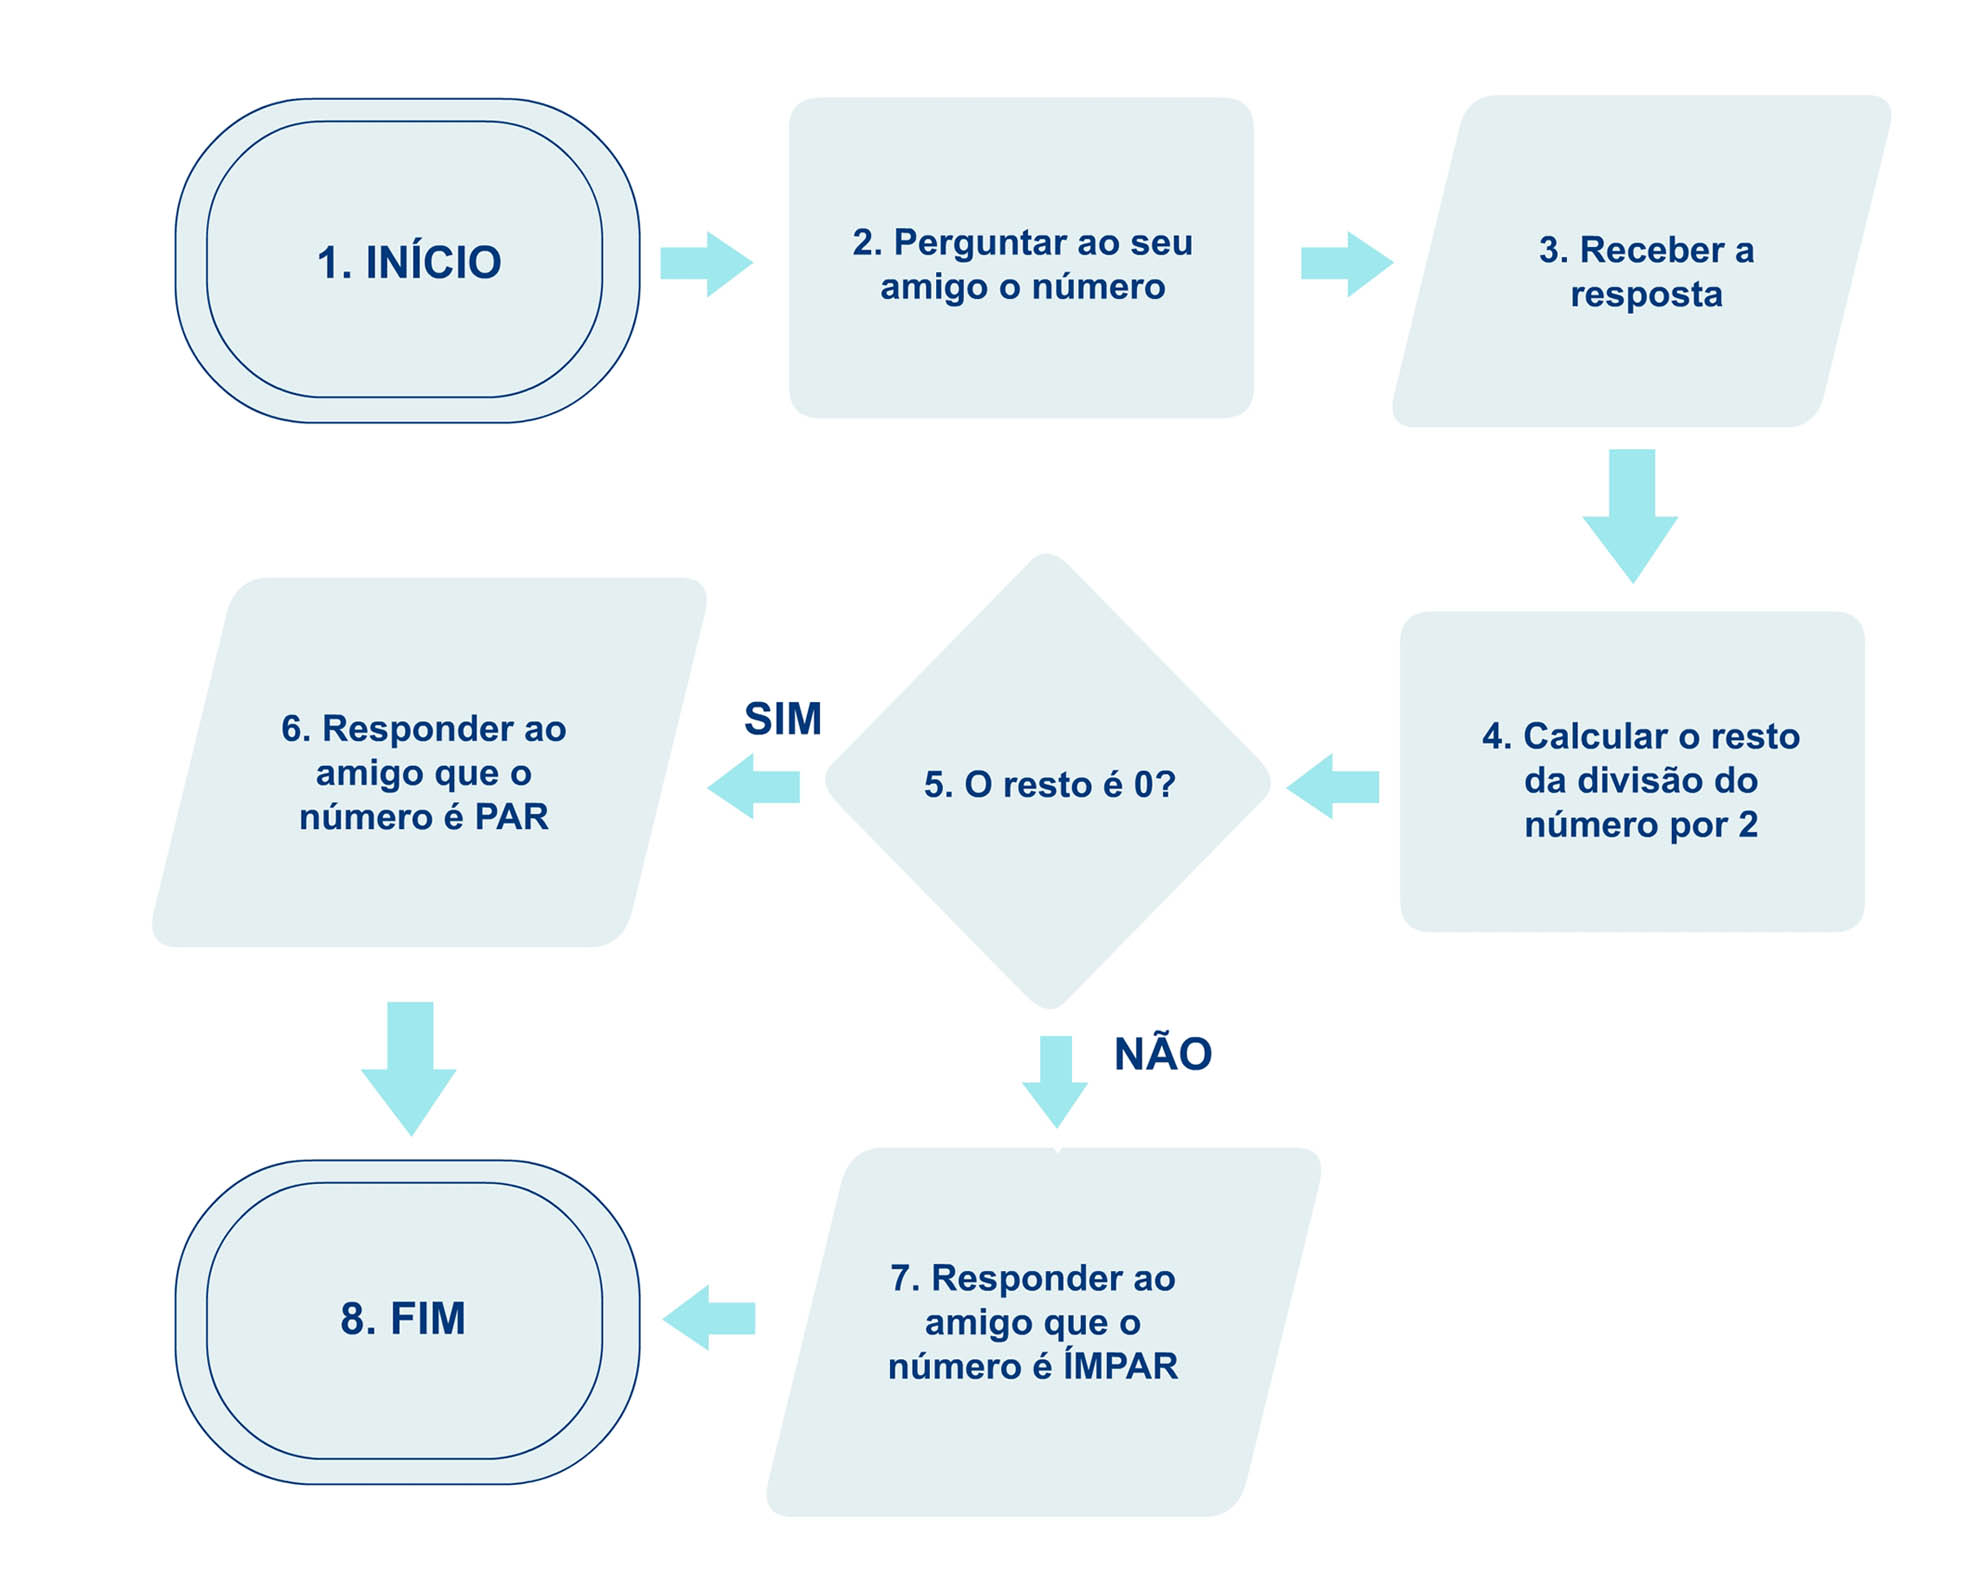 1. INÍCIO
2. Perguntar ao seu
amigo o número
3. Receber a
resposta
4. Calcular o resto
da divisão do
número por 2
5. O resto é 0?
SIM
6. Responder ao
amigo que o
número é PAR
NÃO
7. Responder ao
amigo que o
número é ÍMPAR
8. FIM